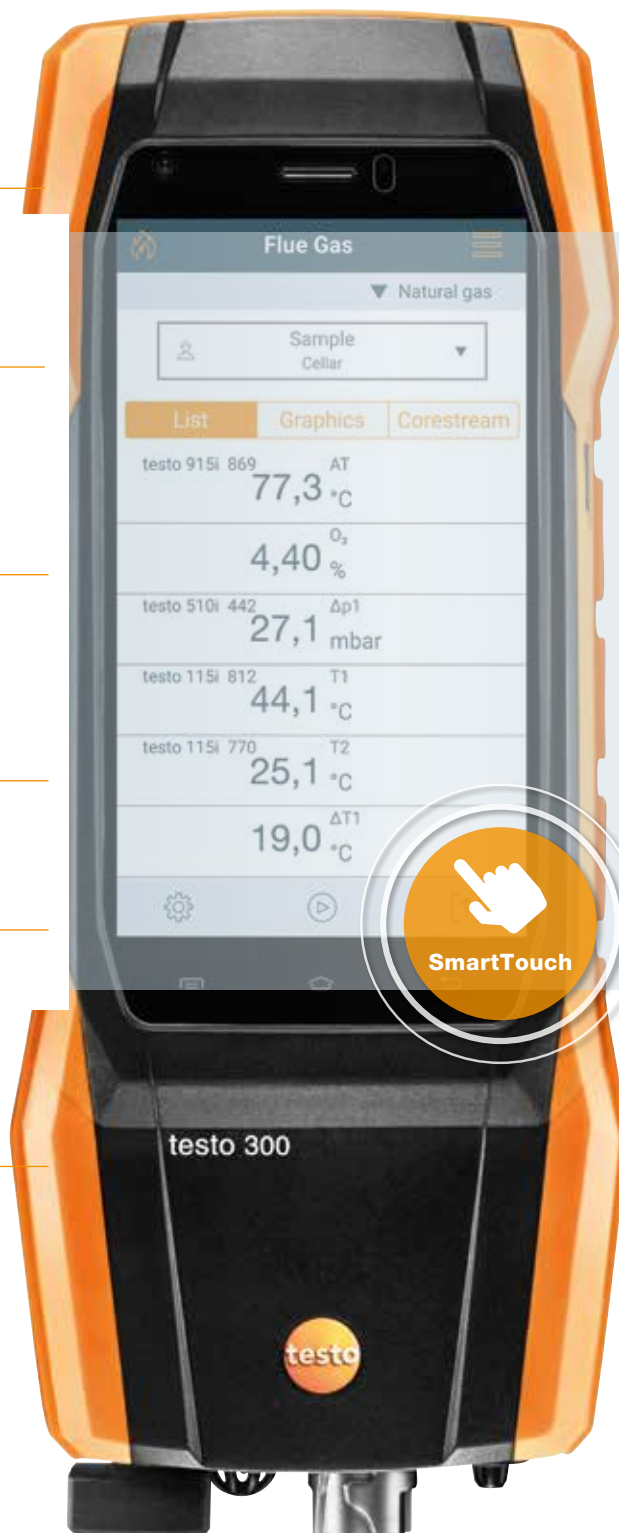 Flue Gas
▼ Natural gas
Sample
Cellar
List Graphics Corestream
testo 915i 869 AT
77,3 °C
O₂
4,40 %
testo 510i 442 Δp1
27,1 mbar
testo 115i 812 T1
44,1 °C
testo 115i 770 T2
25,1 °C
ΔT1
19,0 °C
SmartTouch
testo 300
testo